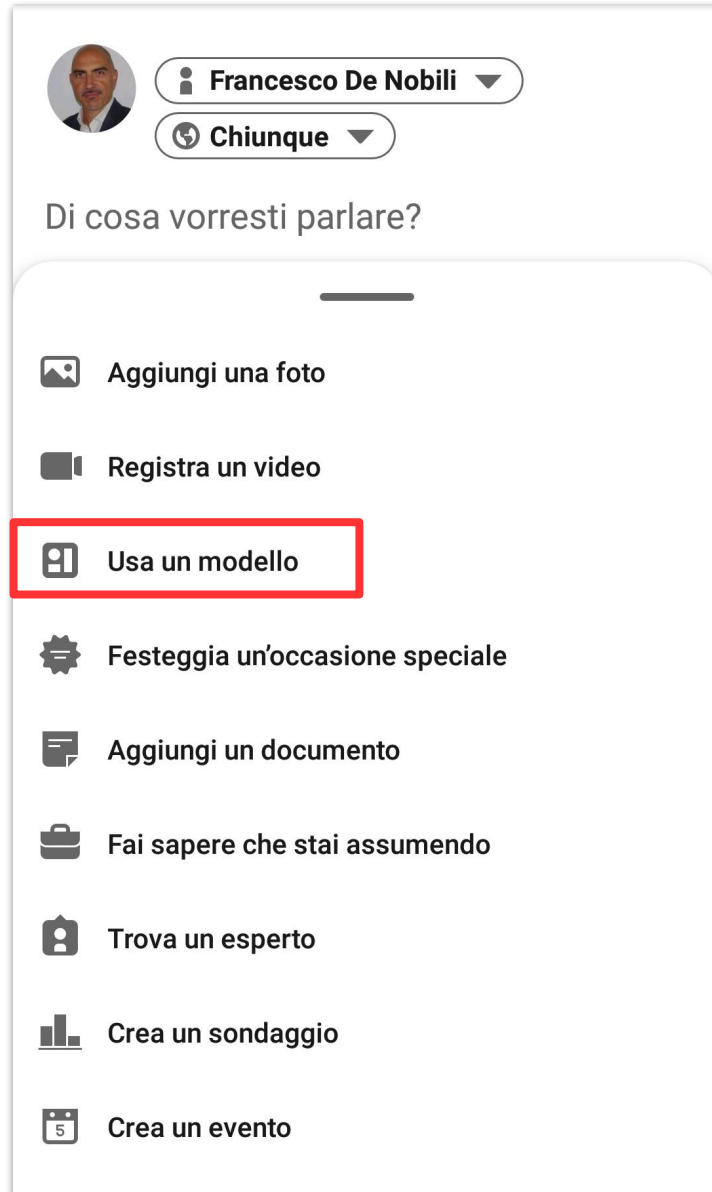 Francesco De Nobili
Chiunque
Di cosa vorresti parlare?
Aggiungi una foto
Registra un video
Usa un modello
Festeggia un’occasione speciale
Aggiungi un documento
Fai sapere che stai assumendo
Trova un esperto
Crea un sondaggio
5
Crea un evento